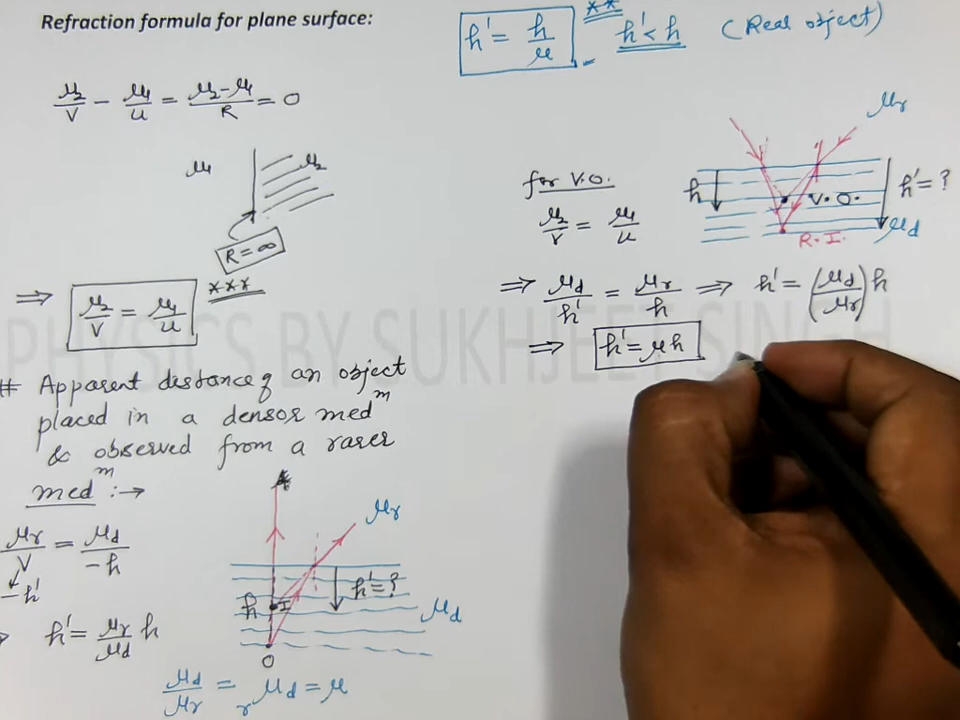 Refraction formula for plane surface:
μ₂/V - μ₁/u = (μ₂-μ₁)/R = 0
μ₁ μ₂
R = ∞
⇒ μ₂/V = μ₁/u ***
# Apparent distance of an object
placed in a densor medᵐ
& observed from a rarer
medᵐ :→
μr/V = μd/-h
-h'
h' = μr/μd h
μr
h I h'=?
μd
O
μd/μr = rμd = μ
h' = h/μ ** h' < h (Real object)
μr
for V.O.
h V.O. h'=?
μd
R.I.
μ₂/V = μ₁/u
⇒ μd/h' = μr/h ⇒ h' = (μd/μr) h
⇒ h' = μh
PHYSICS BY SUKHJEET SINGH